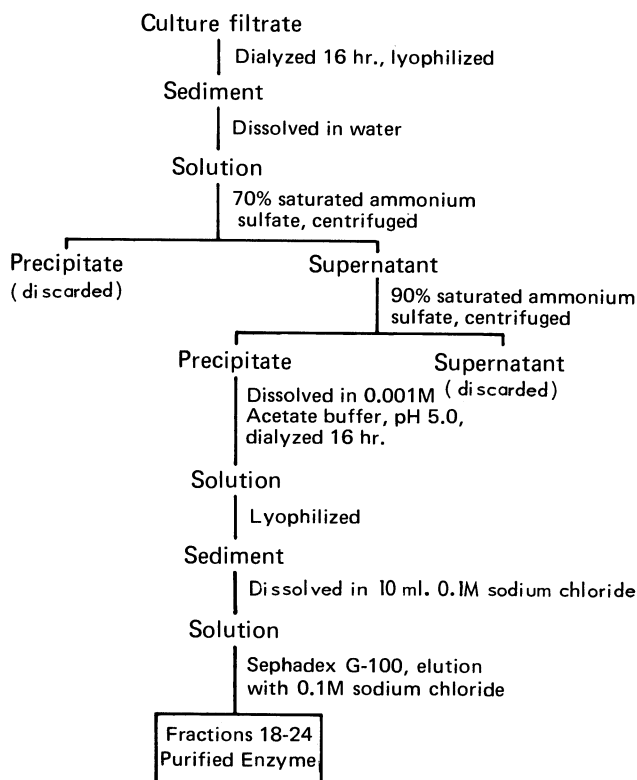 Culture filtrate
Dialyzed 16 hr., lyophilized
Sediment
Dissolved in water
Solution
70% saturated ammonium
sulfate, centrifuged
Precipitate
(discarded)
Supernatant
90% saturated ammonium
sulfate, centrifuged
Precipitate
Supernatant
(discarded)
Dissolved in 0.001M
Acetate buffer, pH 5.0,
dialyzed 16 hr.
Solution
Lyophilized
Sediment
Dissolved in 10 ml. 0.1M sodium chloride
Solution
Sephadex G-100, elution
with 0.1M sodium chloride
Fractions 18-24
Purified Enzyme